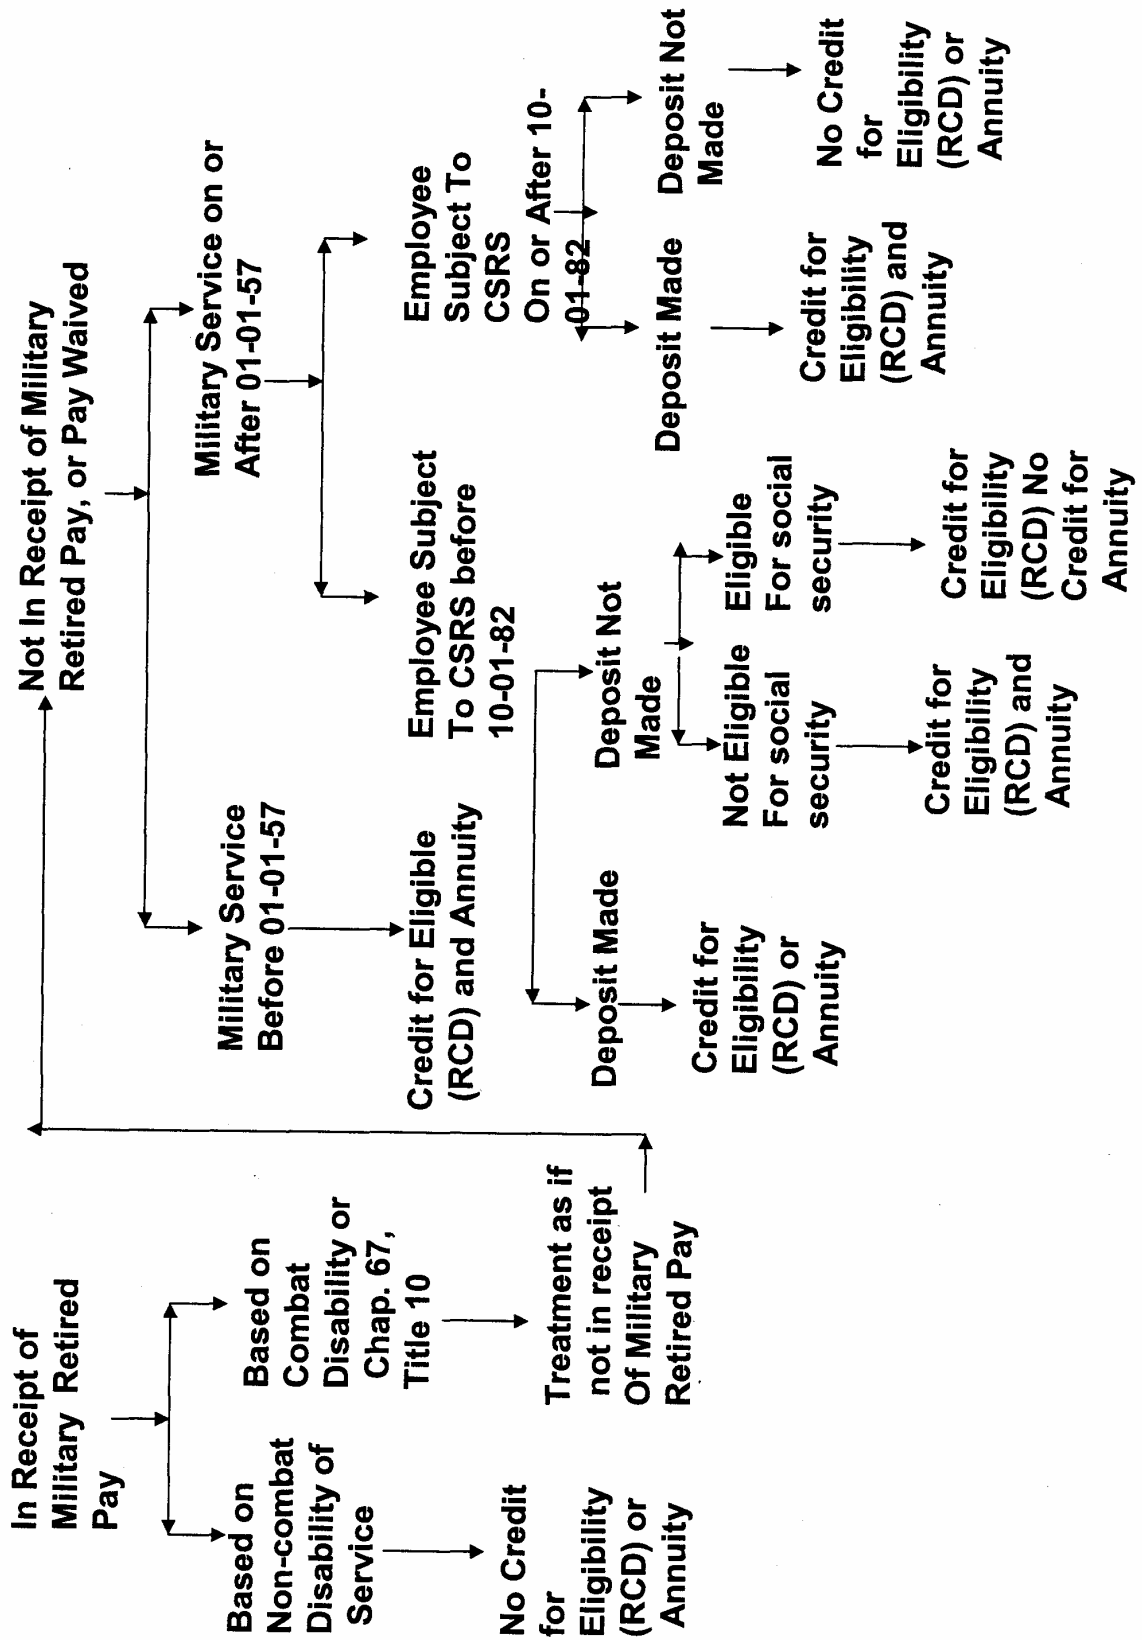 In Receipt of
Military Retired
Pay
Based on
Non-combat
Disability of
Service
No Credit
for
Eligibility
(RCD) or
Annuity
Based on
Combat
Disability or
Chap. 67,
Title 10
Treatment as if
not in receipt
Of Military
Retired Pay
Not In Receipt of Military
Retired Pay, or Pay Waived
Military Service
Before 01-01-57
Credit for Eligible
(RCD) and Annuity
Military Service on or
After 01-01-57
Employee Subject
To CSRS before
10-01-82
Deposit Made
Credit for
Eligibility
(RCD) or
Annuity
Deposit Not
Made
Not Eligible
For social
security
Credit for
Eligibility
(RCD) and
Annuity
Eligible
For social
security
Credit for
Eligibility
(RCD) No
Credit for
Annuity
Employee
Subject To
CSRS
On or After 10-
01-82
Deposit Made
Credit for
Eligibility
(RCD) and
Annuity
Deposit Not
Made
No Credit
for
Eligibility
(RCD) or
Annuity